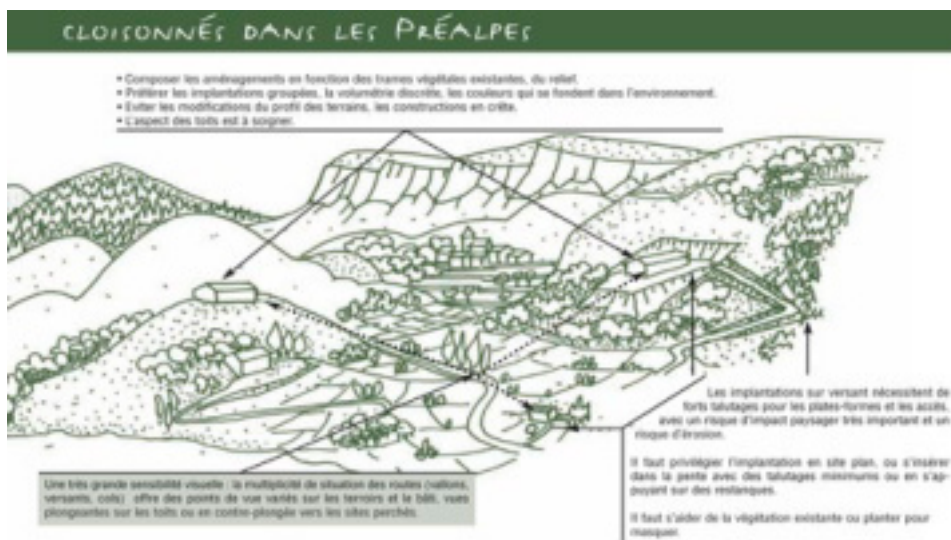 CLOISONNÉS DANS LES PRÉALPES
• Composer les aménagements en fonction des trames végétales existantes, du relief.
• Préférer les implantations groupées, la volumétrie discrète, les couleurs qui se fondent dans l'environnement.
• Eviter les modifications du profil des terrains, les constructions en crête.
• L'aspect des toits est à soigner.
Les implantations sur versant nécessitent de
forts talutages pour les plates-formes et les accès,
avec un risque d'impact paysager très important et un
risque d'érosion.
Il faut privilégier l'implantation en site plan, ou s'insérer
dans la pente avec des talutages minimums ou en s'ap-
puyant sur des restanques.
Il faut s'aider de la végétation existante ou planter pour
masquer.
Une très grande sensibilité visuelle : la multiplicité de situation des routes (vallons,
versants, cols) offre des points de vue variés sur les terroirs et le bâti, vues
plongeantes sur les toits ou en contre-plongée vers les sites perchés.